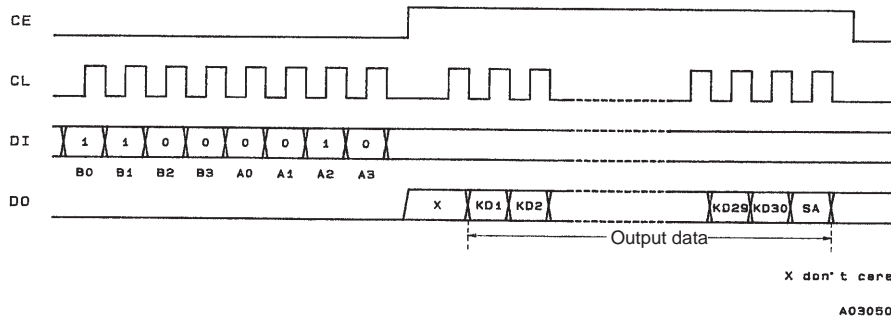 CE
CL
DI 1 1 0 0 0 0 1 0
B0 B1 B2 B3 A0 A1 A2 A3
DO X KD1 KD2 KD29 KD30 SA
Output data
X don't care
A03050